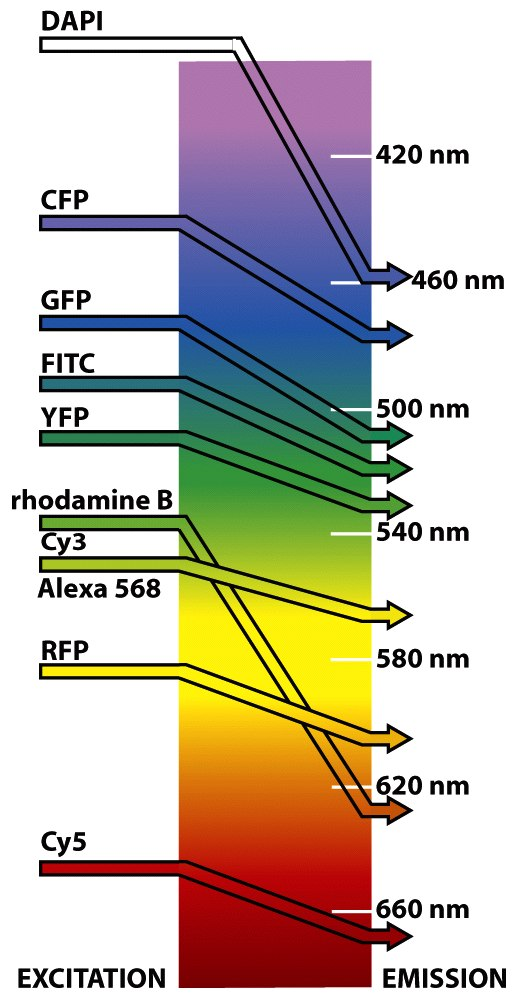 DAPI
420 nm
CFP
460 nm
GFP
FITC
500 nm
YFP
rhodamine B
540 nm
Cy3
Alexa 568
RFP
580 nm
620 nm
Cy5
660 nm
EXCITATION
EMISSION